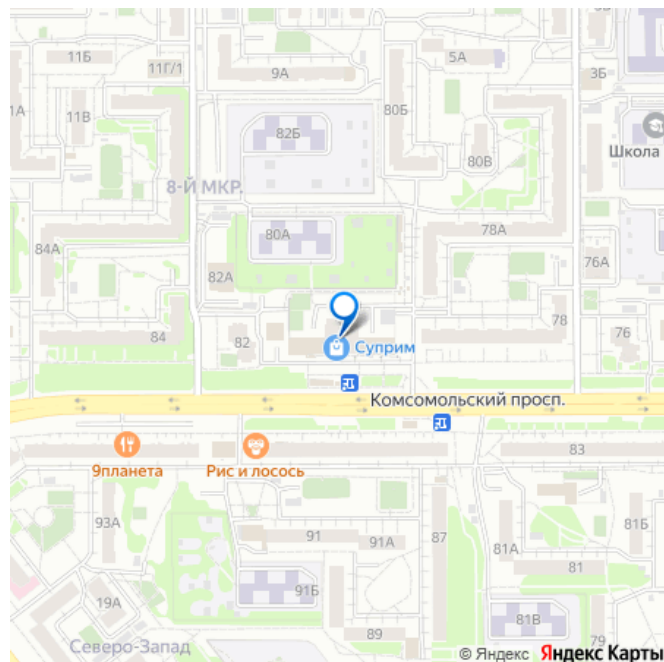 11Б
11Г/1
9А
5А
3Б
1А
11В
82Б
80Б
Школа
80В
8-Й МКР.
84А
80А
78А
76А
82А
78
84
82
Суприм
76
Комсомольский просп.
9планета
Рис и лосось
83
93А
91
91А
87
81А
81Б
81
19А
91Б
81В
Северо-Запад
89
79
© Яндекс Яндекс Карты